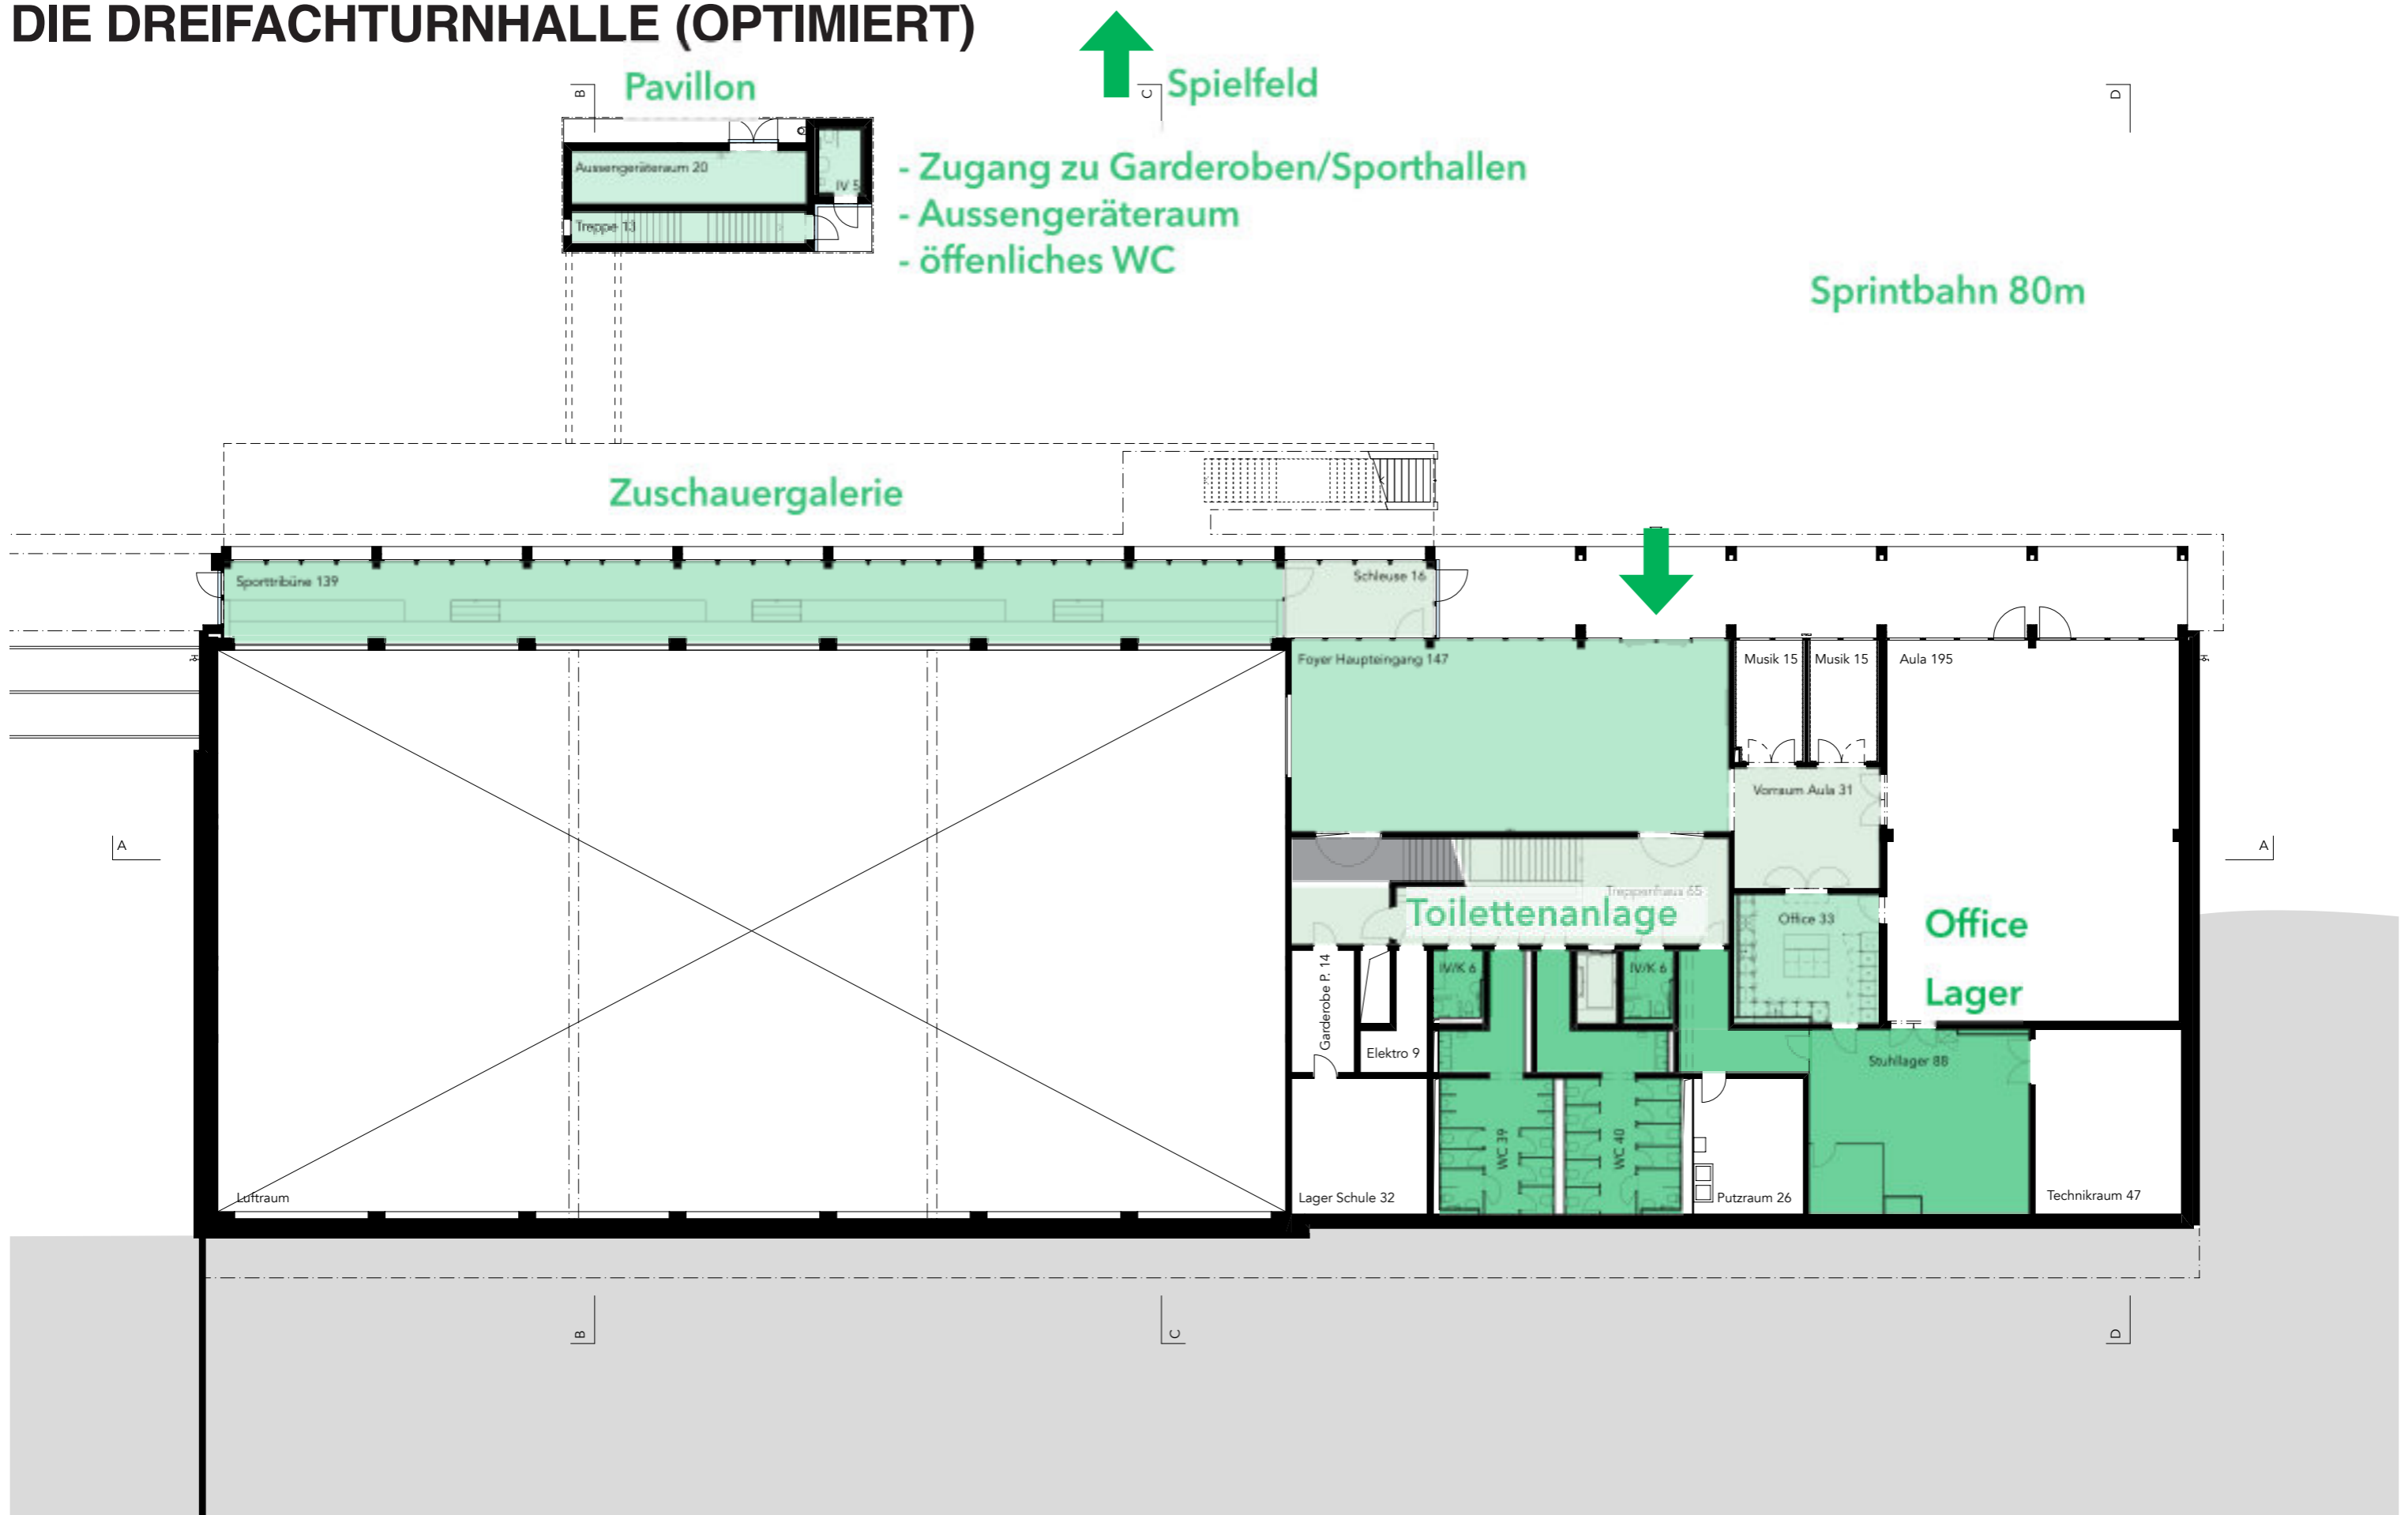 DIE DREIFACHTURNHALLE (OPTIMIERT)
B
Pavillon
C
Spielfeld
D
Aussengeräteraum 20
IV 5
Treppe 13
- Zugang zu Garderoben/Sporthallen
- Aussengeräteraum
- öffenliches WC
Sprintbahn 80m
Zuschauergalerie
Sporttribüne 139
Schleuse 16
Foyer Haupteingang 147
Musik 15
Musik 15
Aula 195
Vorraum Aula 31
A
A
Treppenhaus 65
Toilettenanlage
Office 33
Office
Lager
Garderobe P. 14
IV/K 6
IV/K 6
Elektro 9
Stuhllager 88
WC 39
WC 40
Luftraum
Lager Schule 32
Putzraum 26
Technikraum 47
B
C
D